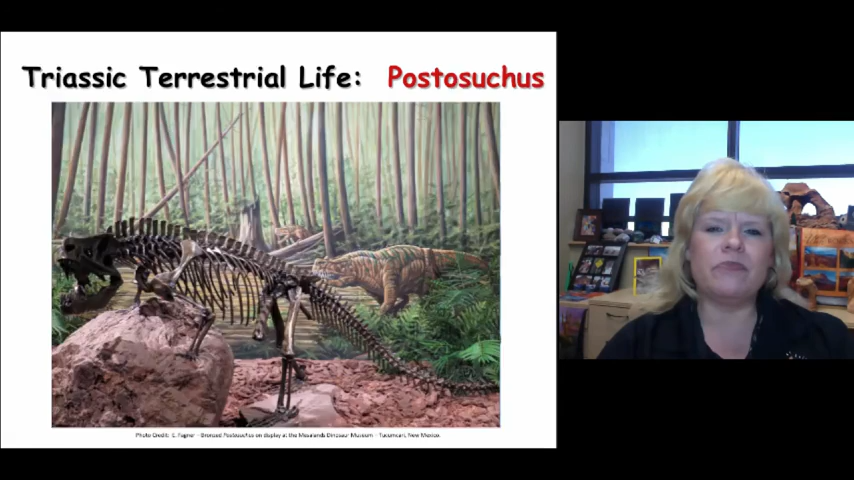 Triassic Terrestrial Life: Postosuchus
Photo Credit: E. Fagner - Bronzed Postosuchus on display at the Mesalands Dinosaur Museum - Tucumcari, New Mexico.